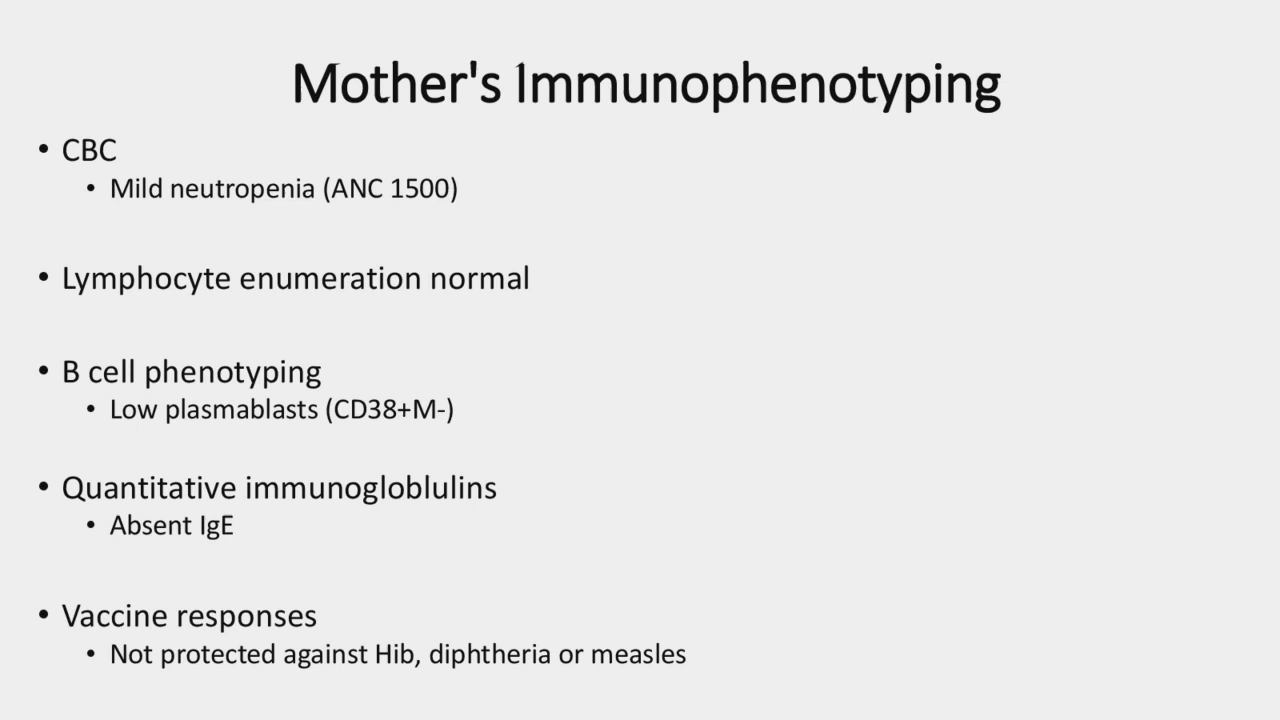 Mother's Immunophenotyping
• CBC
• Mild neutropenia (ANC 1500)
• Lymphocyte enumeration normal
• B cell phenotyping
• Low plasmablasts (CD38+M-)
• Quantitative immunogloblulins
• Absent IgE
• Vaccine responses
• Not protected against Hib, diphtheria or measles